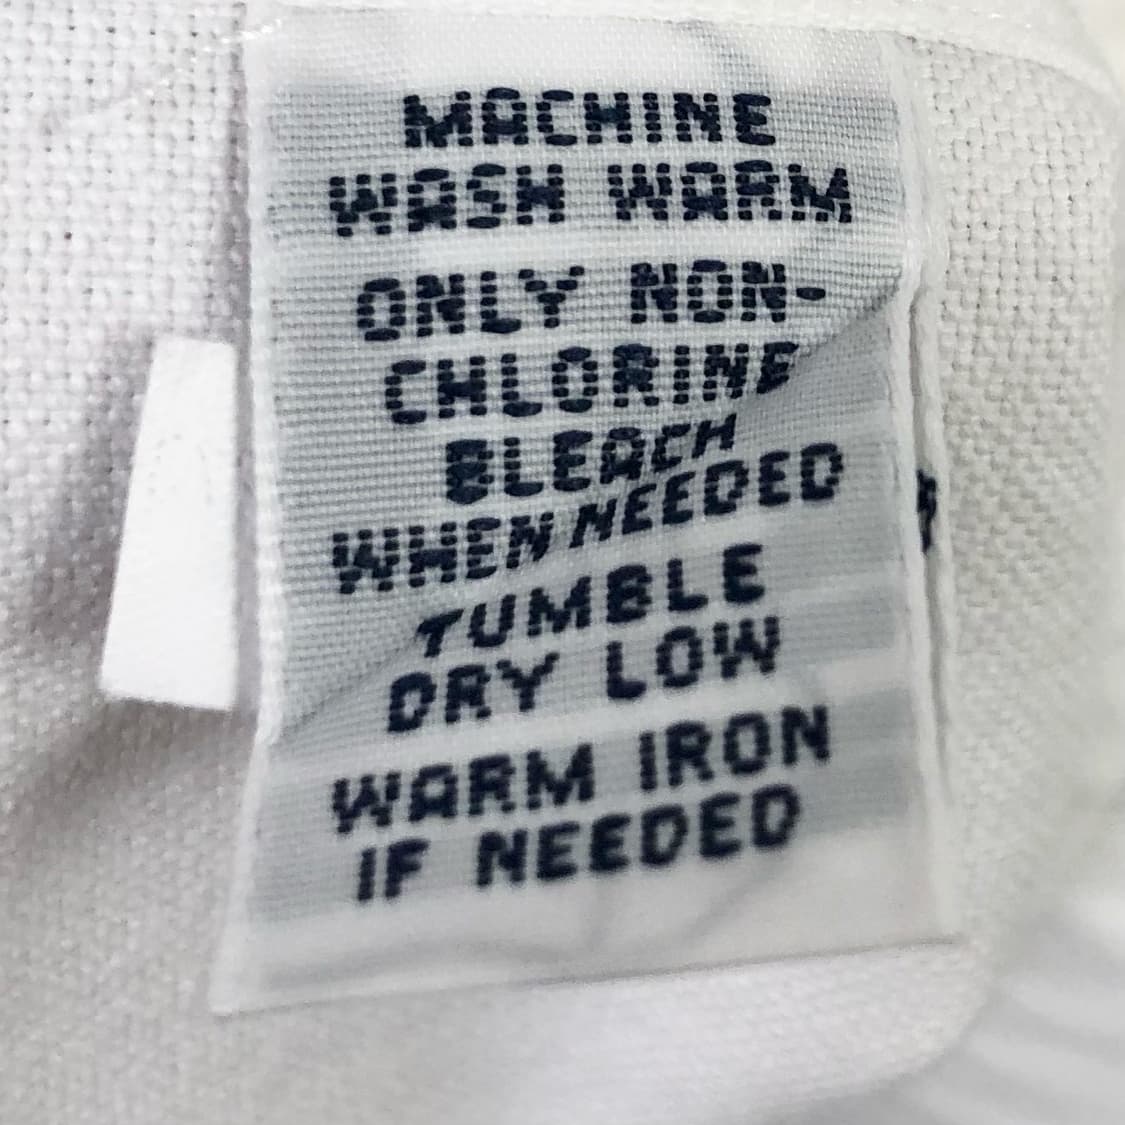 MACHINE
WASH WARM
ONLY NON-
CHLORINE
BLEACH
WHEN NEEDED
TUMBLE
DRY LOW
WARM IRON
IF NEEDED